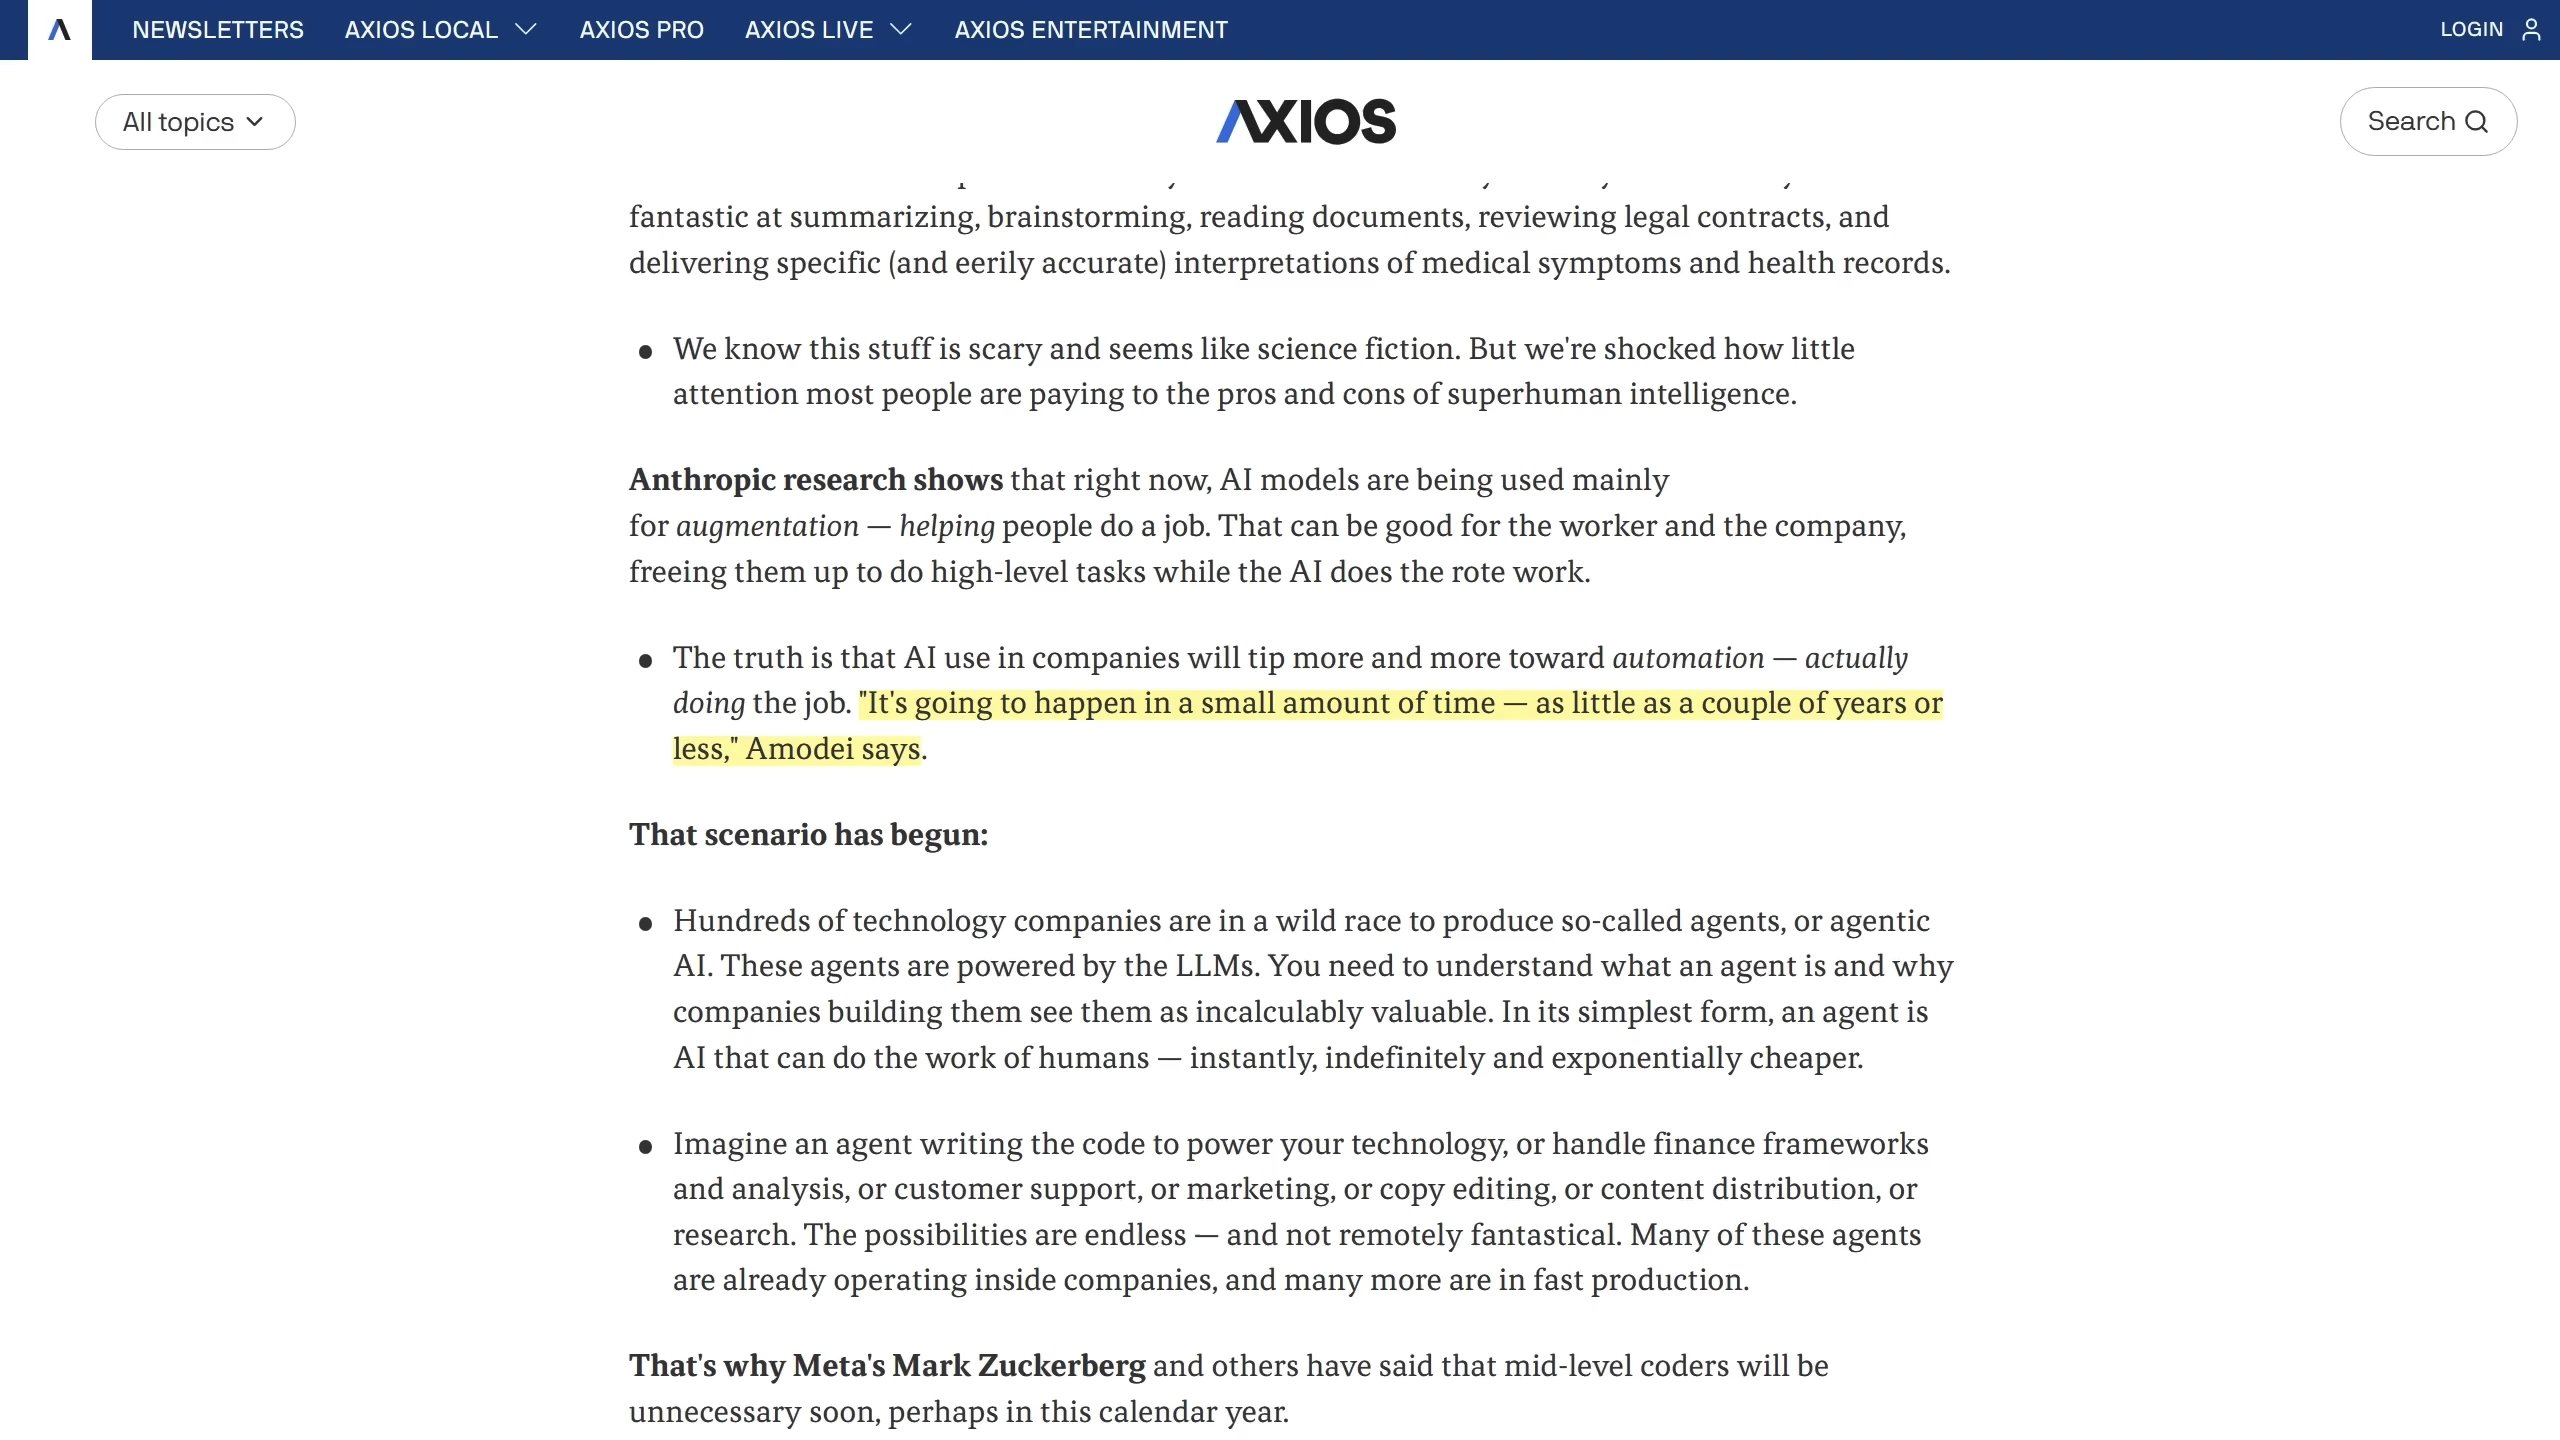 NEWSLETTERS AXIOS LOCAL AXIOS PRO AXIOS LIVE AXIOS ENTERTAINMENT LOGIN
All topics AXIOS Search
fantastic at summarizing, brainstorming, reading documents, reviewing legal contracts, and
delivering specific (and eerily accurate) interpretations of medical symptoms and health records.
• We know this stuff is scary and seems like science fiction. But we're shocked how little
attention most people are paying to the pros and cons of superhuman intelligence.
Anthropic research shows that right now, AI models are being used mainly
for augmentation — helping people do a job. That can be good for the worker and the company,
freeing them up to do high-level tasks while the AI does the rote work.
• The truth is that AI use in companies will tip more and more toward automation — actually
doing the job. "It's going to happen in a small amount of time — as little as a couple of years or
less," Amodei says.
That scenario has begun:
• Hundreds of technology companies are in a wild race to produce so-called agents, or agentic
AI. These agents are powered by the LLMs. You need to understand what an agent is and why
companies building them see them as incalculably valuable. In its simplest form, an agent is
AI that can do the work of humans — instantly, indefinitely and exponentially cheaper.
• Imagine an agent writing the code to power your technology, or handle finance frameworks
and analysis, or customer support, or marketing, or copy editing, or content distribution, or
research. The possibilities are endless — and not remotely fantastical. Many of these agents
are already operating inside companies, and many more are in fast production.
That's why Meta's Mark Zuckerberg and others have said that mid-level coders will be
unnecessary soon, perhaps in this calendar year.